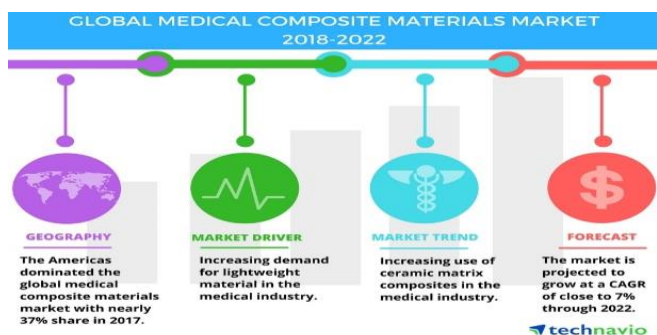 GLOBAL MEDICAL COMPOSITE MATERIALS MARKET
2018-2022
GEOGRAPHY
The Americas
dominated the
global medical
composite materials
market with nearly
37% share in 2017.
MARKET DRIVER
Increasing demand
for lightweight
material in the
medical industry.
MARKET TREND
Increasing use of
ceramic matrix
composites in the
medical industry.
$
FORECAST
The market is
projected to
grow at a CAGR
of close to 7%
through 2022.
technavio